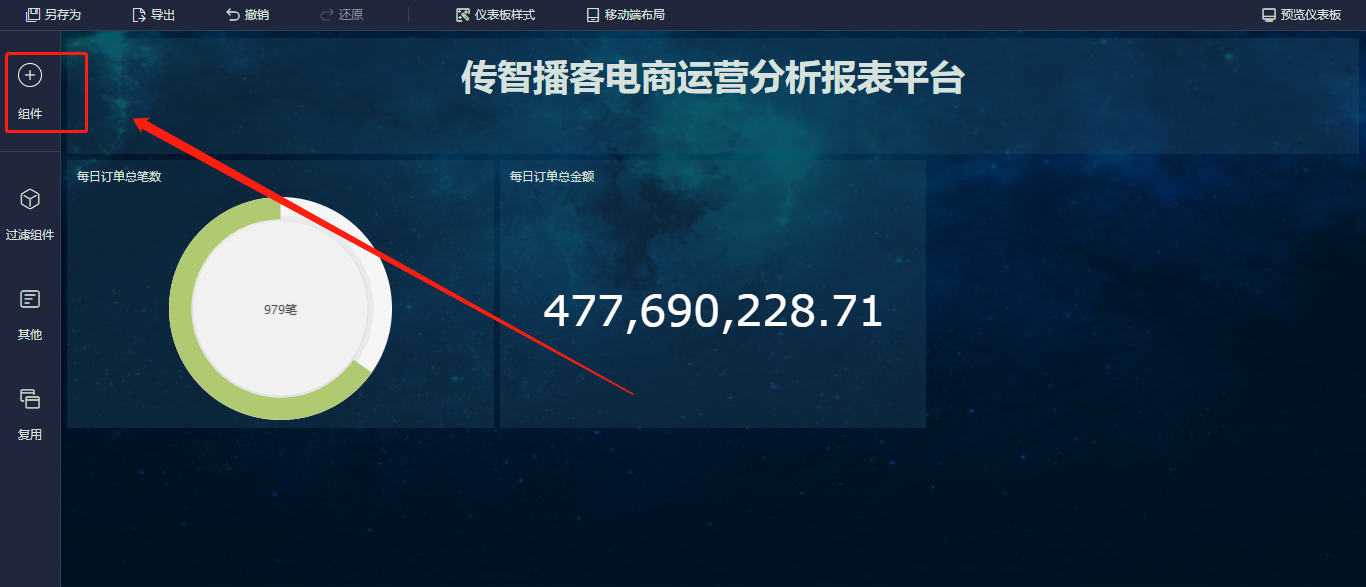 另存为 导出 撤销 还原 仪表板样式 移动端布局 预览仪表板
组件
过滤组件
其他
复用
传智播客电商运营分析报表平台
每日订单总笔数
979笔
每日订单总金额
477,690,228.71